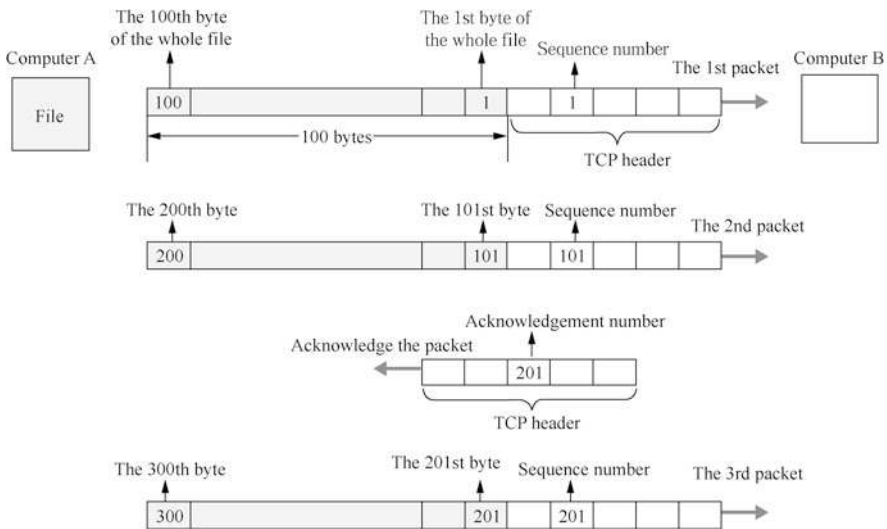 The 100th byte
of the whole file
The 1st byte of
the whole file
Sequence number
Computer A
The 1st packet
Computer B
File
100
1
1
100 bytes
TCP header
The 200th byte
The 101st byte
Sequence number
The 2nd packet
200
101
101
Acknowledgement number
Acknowledge the packet
201
TCP header
The 300th byte
The 201st byte
Sequence number
The 3rd packet
300
201
201